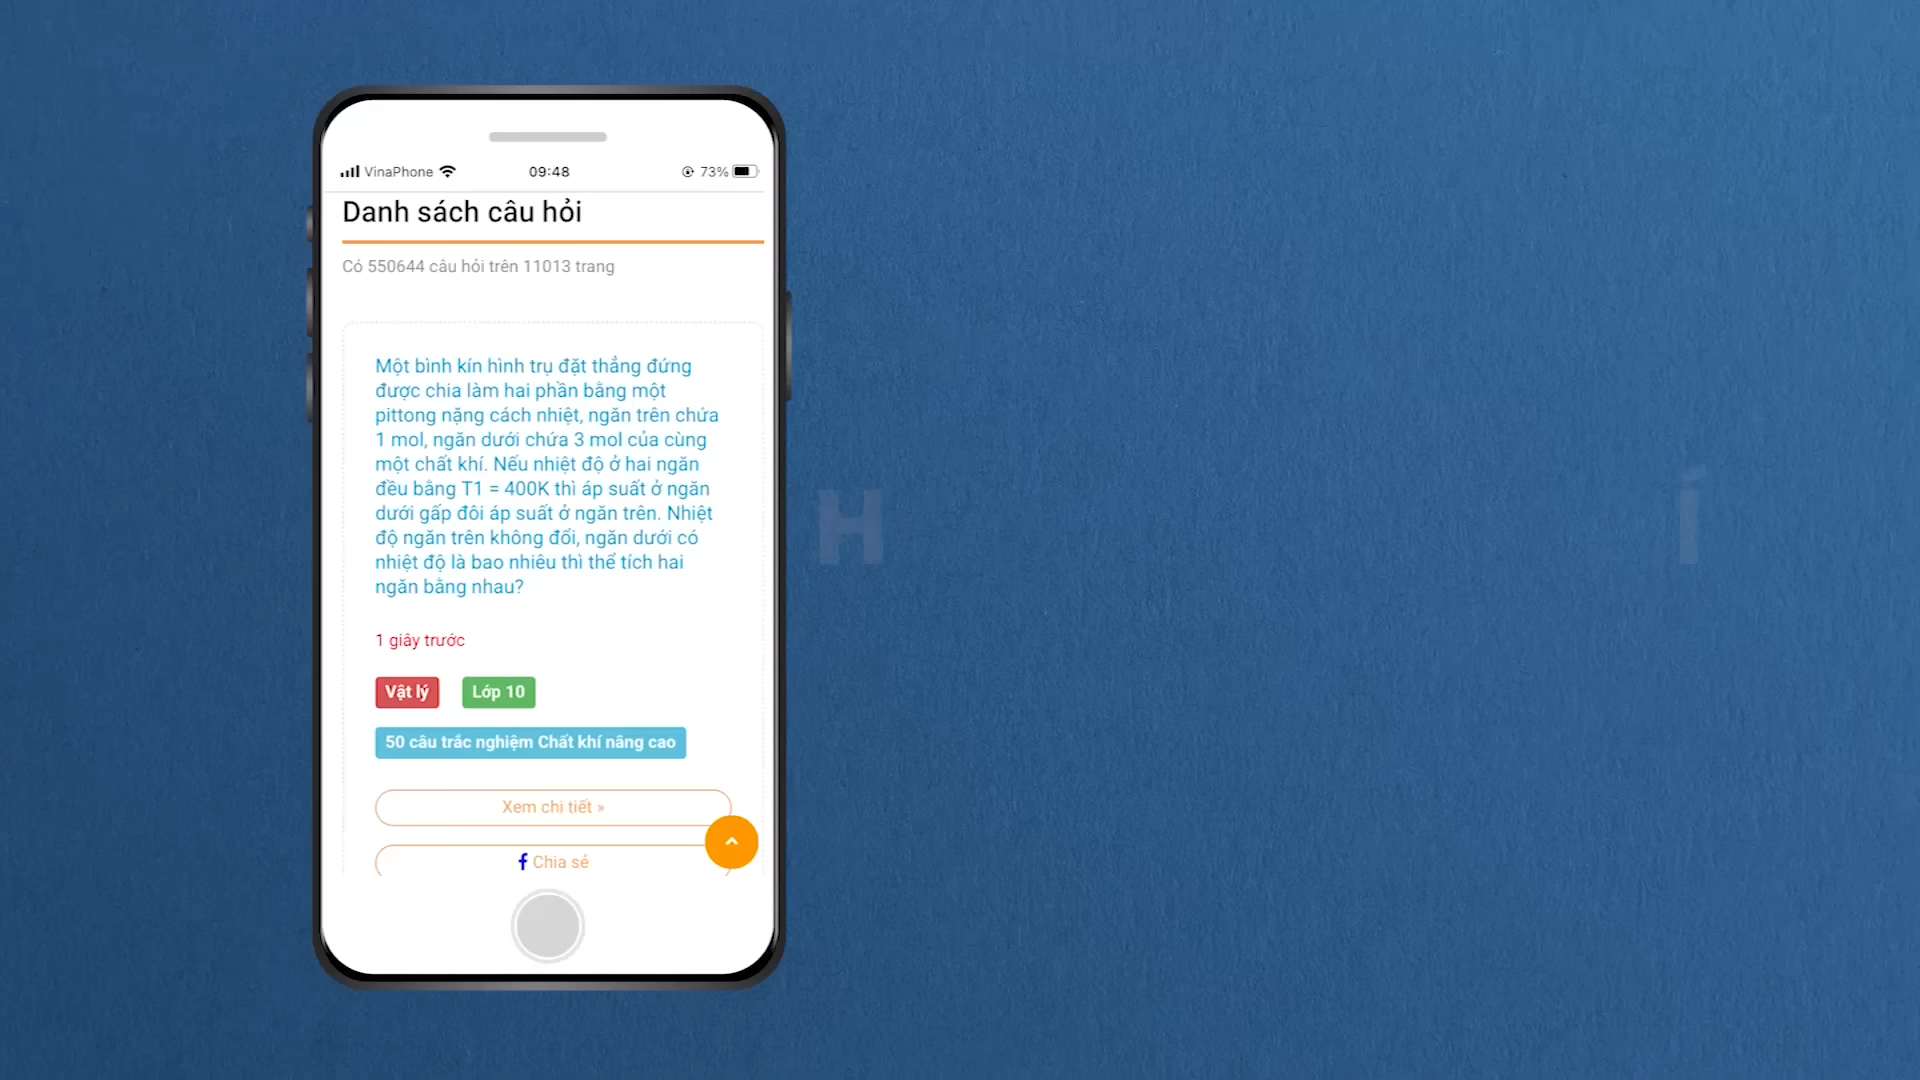 VinaPhone
09:48
73%
Danh sách câu hỏi
Có 550644 câu hỏi trên 11013 trang
Một bình kín hình trụ đặt thẳng đứng
được chia làm hai phần bằng một
pittong nặng cách nhiệt, ngăn trên chứa
1 mol, ngăn dưới chứa 3 mol của cùng
một chất khí. Nếu nhiệt độ ở hai ngăn
đều bằng T1 = 400K thì áp suất ở ngăn
dưới gấp đôi áp suất ở ngăn trên. Nhiệt
độ ngăn trên không đổi, ngăn dưới có
nhiệt độ là bao nhiêu thì thể tích hai
ngăn bằng nhau?
1 giây trước
Vật lý Lớp 10
50 câu trắc nghiệm Chất khí nâng cao
Xem chi tiết »
Chia sẻ
H Í